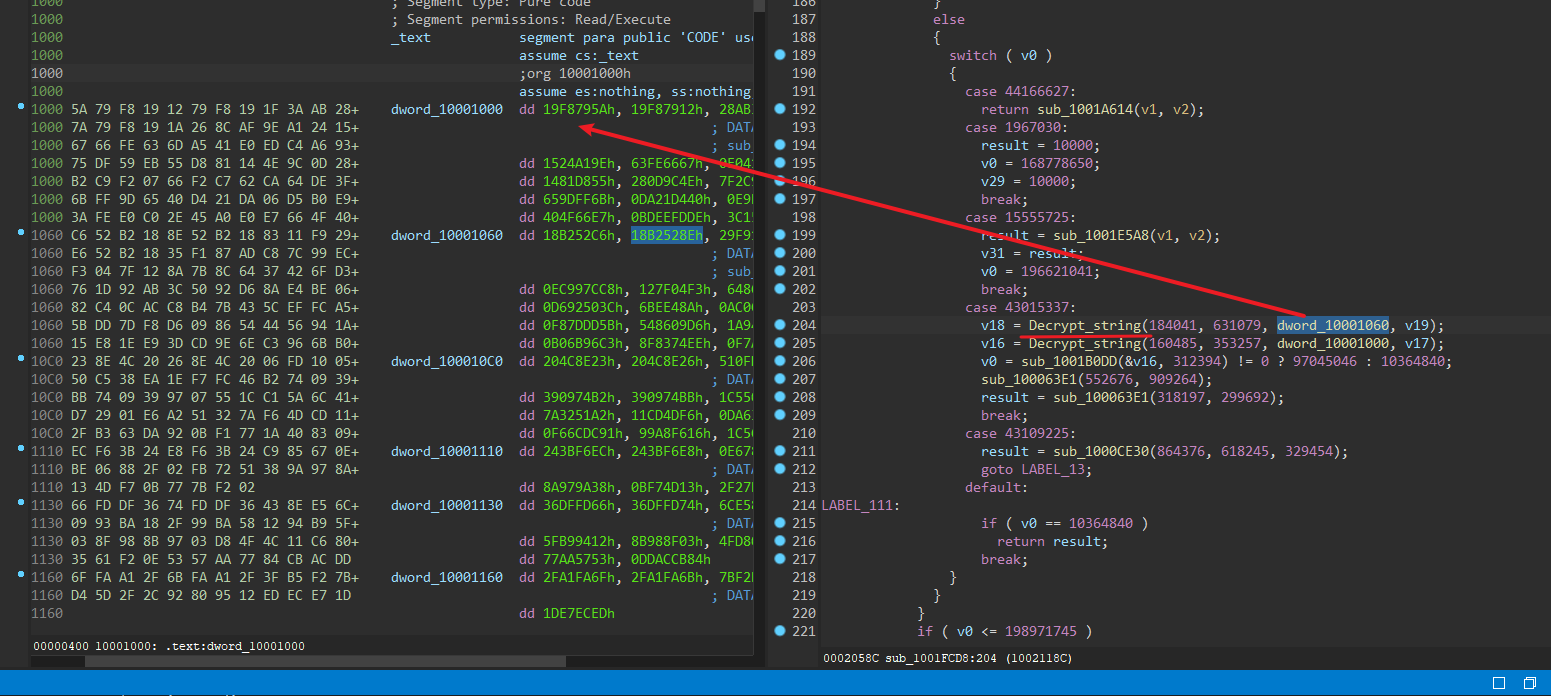 1000 ; Segment type: Pure code
1000 ; Segment permissions: Read/Execute
1000 _text segment para public 'CODE' use
1000 assume cs:_text
1000 ;org 10001000h
1000 assume es:nothing, ss:nothing
1000 5A 79 F8 19 12 79 F8 19 1F 3A AB 28+ dword_10001000 dd 19F8795Ah, 19F87912h, 28AB
1000 7A 79 F8 19 1A 26 8C AF 9E A1 24 15+ ; DATA
1000 67 66 FE 63 6D A5 41 E0 ED C4 A6 93+ ; sub_
1000 75 DF 59 EB 55 D8 81 14 4E 9C 0D 28+ dd 1524A19Eh, 63FE6667h,
1000 B2 C9 F2 07 66 F2 C7 62 CA 64 DE 3F+ dd 1481D855h, 280D9C4Eh, 7F2C9
1000 6B FF 9D 65 40 D4 21 DA 06 D5 B0 E9+ dd 659DFF6Bh, 0DA21D440h, 0E9
1000 3A FE E0 C0 2E 45 A0 E0 E7 66 4F 40+ dd 404F66E7h, 0BDEEFDDEh, 3C1
1060 C6 52 B2 18 8E 52 B2 18 83 11 F9 29+ dword_10001060 dd 18B252C6h, 18B2528Eh, 29F9
1060 E6 52 B2 18 35 F1 87 AD C8 7C 99 EC+ ; DATA
1060 F3 04 7F 12 8A 7B 8C 64 37 42 6F D3+ ; sub_
1060 76 1D 92 AB 3C 50 92 D6 8A E4 BE 06+ dd 0EC997CC8h, 127F04F3h, 648
1060 82 C4 0C AC C8 B4 7B 43 5C EF FC A5+ dd 0D692503Ch, 6BEE48Ah, 0AC0
1060 5B DD 7D F8 D6 09 86 54 44 56 94 1A+ dd 0F87DDD5Bh, 548609D6h, 1A9
1060 15 E8 1E E9 3D CD 9E 6E C3 96 6B B0+ dd 0B06B96C3h, 8F8374EEh, 0F7
10C0 23 8E 4C 20 26 8E 4C 20 06 FD 10 05+ dword_100010C0 dd 204C8E23h, 204C8E26h, 510F
10C0 50 C5 38 EA 1E F7 FC 46 B2 74 09 39+ ; DATA
10C0 BB 74 09 39 97 07 55 1C C1 5A 6C 41+ dd 390974B2h, 390974BBh, 1C55
10C0 D7 29 01 E6 A2 51 32 7A F6 4D CD 11+ dd 7A3251A2h, 11CD4DF6h, 0DA6
10C0 2F B3 63 DA 92 0B F1 77 1A 40 83 09+ dd 0F66CDC91h, 99A8F616h, 1C5
1110 EC F6 3B 24 E8 F6 3B 24 C9 85 67 0E+ dword_10001110 dd 243BF6ECh, 243BF6E8h, 0E678
1110 BE 06 88 2F 02 FB 72 51 38 9A 97 8A+ ; DATA
1110 13 4D F7 0B 77 7B F2 02 dd 8A979A38h, 0BF74D13h, 2F27
1130 66 FD DF 36 74 FD DF 36 43 8E E5 6C+ dword_10001130 dd 36DFFD66h, 36DFFD74h, 6CE5
1130 09 93 BA 18 2F 99 BA 58 12 94 B9 5F+ ; DATA
1130 03 8F 98 8B 97 03 D8 4F 4C 11 C6 80+ dd 5FB99412h, 8B988F03h, 4FD8
1130 35 61 F2 0E 53 57 AA 77 84 CB AC DD dd 77AA5753h, 0DDACCB84h
1160 6F FA A1 2F 6B FA A1 2F 3F B5 F2 7B+ dword_10001160 dd 2FA1FA6Fh, 2FA1FA6Bh, 7BF2
1160 D4 5D 2F 2C 92 80 95 12 ED EC E7 1D ; DATA
1160 dd 1DE7ECEDh
00000400 10001000: .text:dword_10001000
186 }
187 else
188 {
189 switch ( v0 )
190 {
191 case 44166627:
192 return sub_1001A614(v1, v2);
193 case 1967030:
194 result = 10000;
195 v0 = 168778650;
196 v29 = 10000;
197 break;
198 case 15555725:
199 result = sub_1001E5A8(v1, v2);
200 v31 = result;
201 v0 = 196621041;
202 break;
203 case 43015337:
204 v18 = Decrypt_string(184041, 631079, dword_10001060, v19);
205 v16 = Decrypt_string(160485, 353257, dword_10001000, v17);
206 v0 = sub_1001B0DD(&v16, 312394) != 0 ? 97045046 : 10364840;
207 sub_100063E1(552676, 909264);
208 result = sub_100063E1(318197, 299692);
209 break;
210 case 43109225:
211 result = sub_1000CE30(864376, 618245, 329454);
212 goto LABEL_13;
213 default:
214 LABEL_111:
215 if ( v0 == 10364840 )
216 return result;
217 break;
218 }
219 }
220 }
221 if ( v0 <= 198971745 )
0002058C sub_1001FCD8:204 (1002118C)